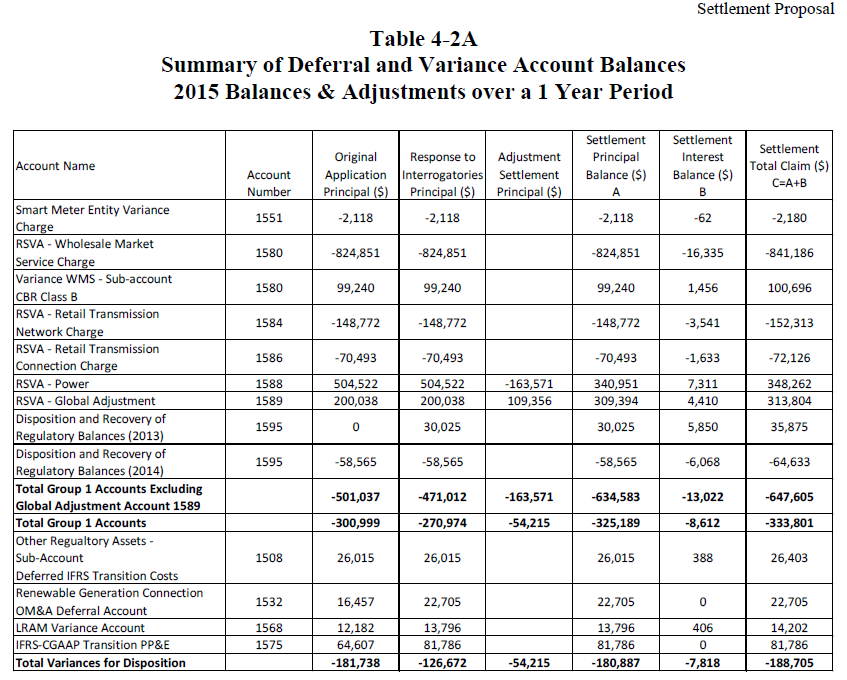 Settlement Proposal
Table 4-2A
Summary of Deferral and Variance Account Balances
2015 Balances & Adjustments over a 1 Year Period
Account Name
Account
Number
Original
Application
Principal ($)
Response to
Interrogatories
Principal ($)
Adjustment
Settlement
Principal ($)
Settlement
Principal
Balance ($)
A
Settlement
Interest
Balance ($)
B
Settlement
Total Claim ($)
C=A+B
Smart Meter Entity Variance
Charge
1551 -2,118 -2,118 -2,118 -62 -2,180
RSVA - Wholesale Market
Service Charge
1580 -824,851 -824,851 -824,851 -16,335 -841,186
Variance WMS - Sub-account
CBR Class B
1580 99,240 99,240 99,240 1,456 100,696
RSVA - Retail Transmission
Network Charge
1584 -148,772 -148,772 -148,772 -3,541 -152,313
RSVA - Retail Transmission
Connection Charge
1586 -70,493 -70,493 -70,493 -1,633 -72,126
RSVA - Power 1588 504,522 504,522 -163,571 340,951 7,311 348,262
RSVA - Global Adjustment 1589 200,038 200,038 109,356 309,394 4,410 313,804
Disposition and Recovery of
Regulatory Balances (2013)
1595 0 30,025 30,025 5,850 35,875
Disposition and Recovery of
Regulatory Balances (2014)
1595 -58,565 -58,565 -58,565 -6,068 -64,633
Total Group 1 Accounts Excluding
Global Adjustment Account 1589
-501,037 -471,012 -163,571 -634,583 -13,022 -647,605
Total Group 1 Accounts -300,999 -270,974 -54,215 -325,189 -8,612 -333,801
Other Regualtory Assets -
Sub-Account
Deferred IFRS Transition Costs
1508 26,015 26,015 26,015 388 26,403
Renewable Generation Connection
OM&A Deferral Account
1532 16,457 22,705 22,705 0 22,705
LRAM Variance Account 1568 12,182 13,796 13,796 406 14,202
IFRS-CGAAP Transition PP&E 1575 64,607 81,786 81,786 0 81,786
Total Variances for Disposition -181,738 -126,672 -54,215 -180,887 -7,818 -188,705